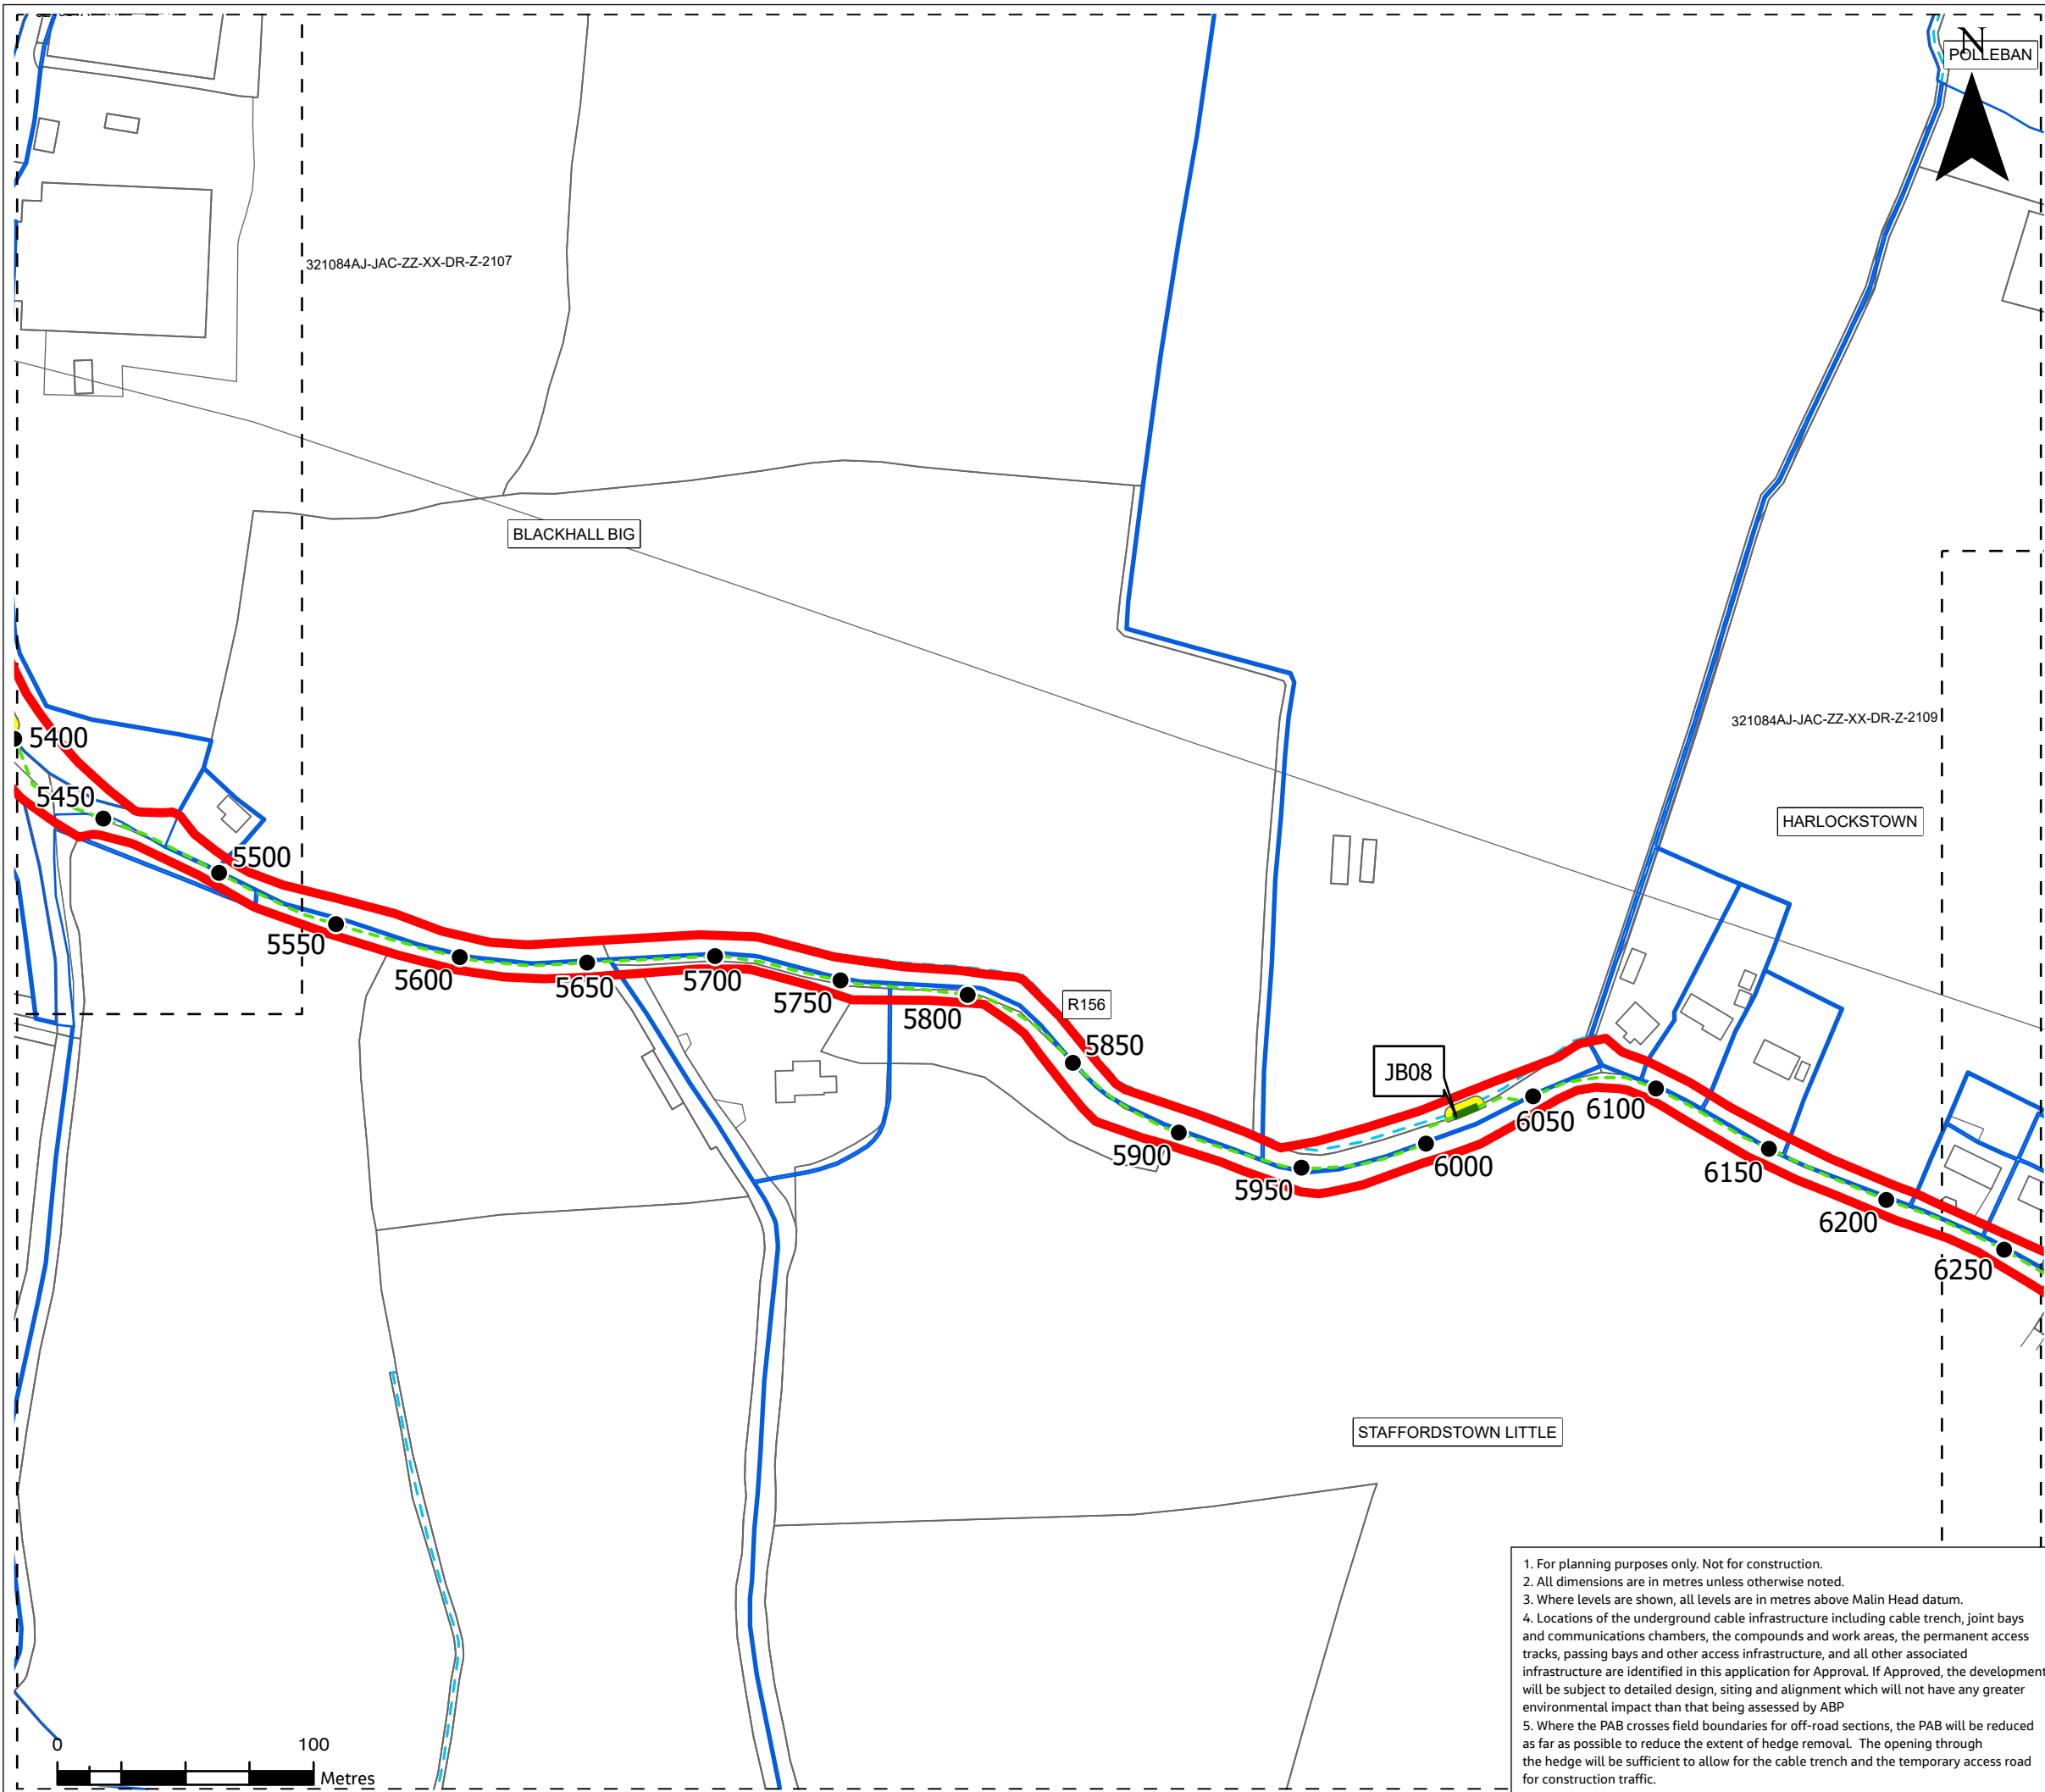 N
POLLEBAN
321084AJ-JAC-ZZ-XX-DR-Z-2107
BLACKHALL BIG
321084AJ-JAC-ZZ-XX-DR-Z-2109
5400
5450
HARLOCKSTOWN
5500
5550
5600
5650
5700
5750
5800
R156
5850
JB08
5900
5950
6000
6050
6100
6150
6200
6250
STAFFORDSTOWN LITTLE
1. For planning purposes only. Not for construction.
2. All dimensions are in metres unless otherwise noted.
3. Where levels are shown, all levels are in metres above Malin Head datum.
4. Locations of the underground cable infrastructure including cable trench, joint bays
and communications chambers, the compounds and work areas, the permanent access
tracks, passing bays and other access infrastructure, and all other associated
infrastructure are identified in this application for Approval. If Approved, the development
will be subject to detailed design, siting and alignment which will not have any greater
environmental impact than that being assessed by ABP
5. Where the PAB crosses field boundaries for off-road sections, the PAB will be reduced
as far as possible to reduce the extent of hedge removal. The opening through
the hedge will be sufficient to allow for the cable trench and the temporary access road
for construction traffic.
0 100
Metres